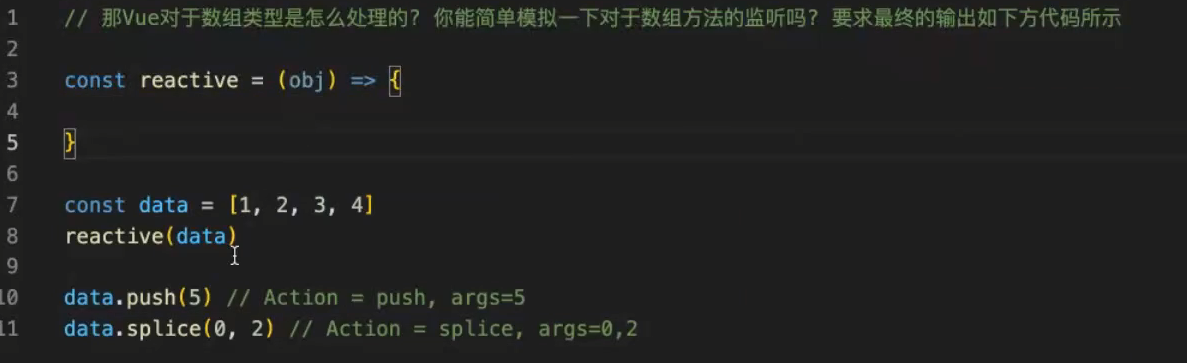 1 // 那Vue对于数组类型是怎么处理的? 你能简单模拟一下对于数组方法的监听吗? 要求最终的输出如下方代码所示
2
3 const reactive = (obj) => {
4
5 }
6
7 const data = [1, 2, 3, 4]
8 reactive(data)
9
10 data.push(5) // Action = push, args=5
11 data.splice(0, 2) // Action = splice, args=0,2